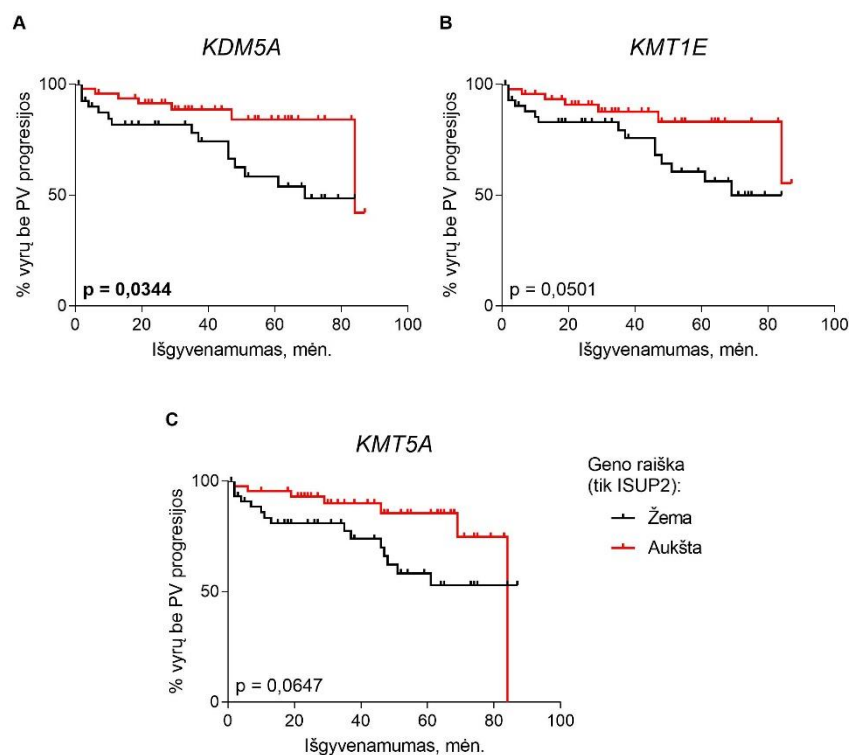 A
KDM5A
% vyrų be PV progresijos
100
50
0
p = 0,0344
0 20 40 60 80 100
Išgyvenamumas, mėn.
B
KMT1E
% vyrų be PV progresijos
100
50
0
p = 0,0501
0 20 40 60 80 100
Išgyvenamumas, mėn.
C
KMT5A
% vyrų be PV progresijos
100
50
0
p = 0,0647
0 20 40 60 80 100
Išgyvenamumas, mėn.
Geno raiška
(tik ISUP2):
Žema
Aukšta